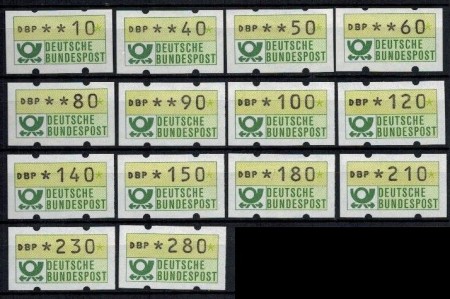 DBP **10
DEUTSCHE
BUNDESPOST
DBP **40
DEUTSCHE
BUNDESPOST
DBP **50
DEUTSCHE
BUNDESPOST
DBP **60
DEUTSCHE
BUNDESPOST
DBP **80
DEUTSCHE
BUNDESPOST
DBP **90
DEUTSCHE
BUNDESPOST
DBP *100
DEUTSCHE
BUNDESPOST
DBP *120
DEUTSCHE
BUNDESPOST
DBP *140
DEUTSCHE
BUNDESPOST
DBP *150
DEUTSCHE
BUNDESPOST
DBP *180
DEUTSCHE
BUNDESPOST
DBP *210
DEUTSCHE
BUNDESPOST
DBP *230
DEUTSCHE
BUNDESPOST
DBP *280
DEUTSCHE
BUNDESPOST